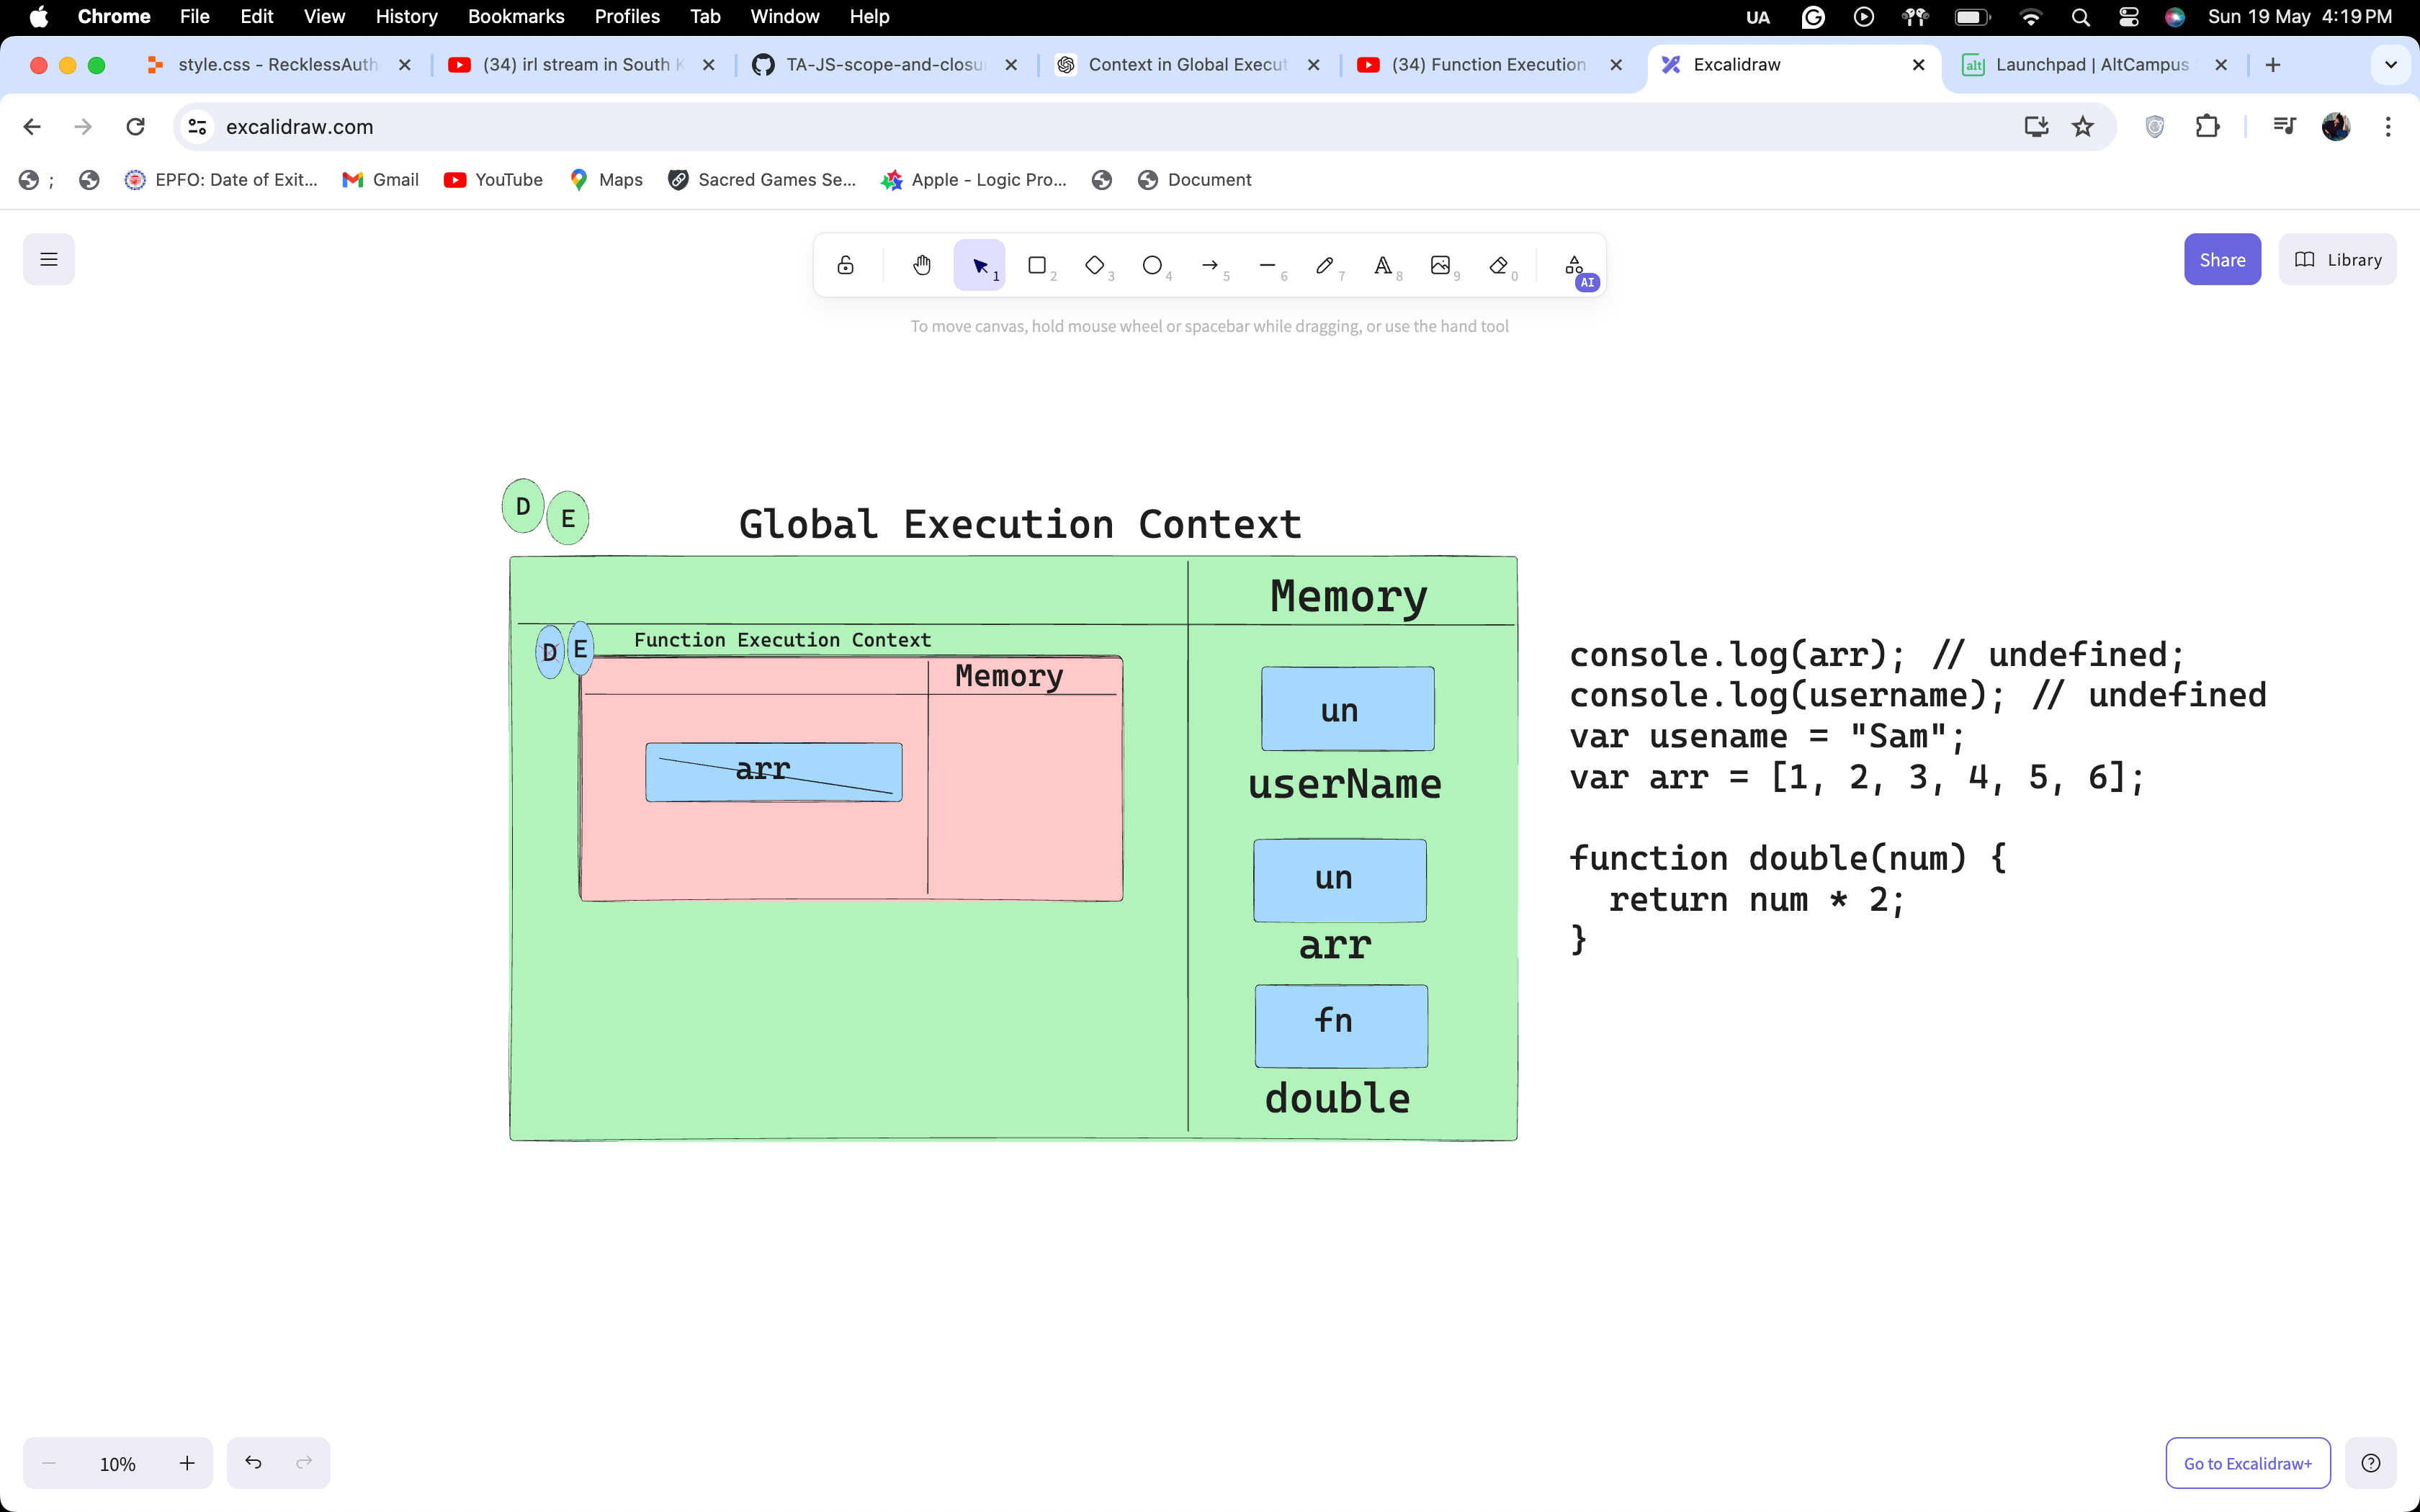 Chrome File Edit View History Bookmarks Profiles Tab Window Help UA Sun 19 May 4:19 PM
style.css - RecklessAuth (34) irl stream in South K TA-JS-scope-and-closu Context in Global Execut (34) Function Execution Excalidraw alt Launchpad | AltCampus
excalidraw.com
; EPFO: Date of Exit... Gmail YouTube Maps Sacred Games Se... Apple - Logic Pro... Document
1 2 3 4 5 6 7 8 9 0 AI
Share Library
To move canvas, hold mouse wheel or spacebar while dragging, or use the hand tool
D E
Global Execution Context
Memory
D E Function Execution Context
Memory
arr
un
userName
un
arr
fn
double
console.log(arr); // undefined;
console.log(username); // undefined
var usename = "Sam";
var arr = [1, 2, 3, 4, 5, 6];
function double(num) {
return num * 2;
}
10%
Go to Excalidraw+